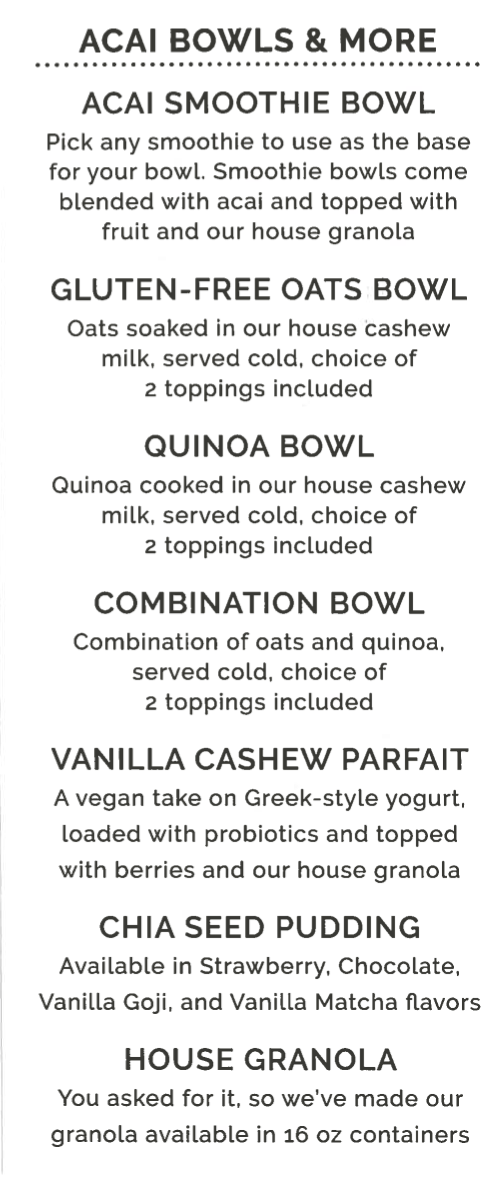 ACAI BOWLS & MORE
ACAI SMOOTHIE BOWL
Pick any smoothie to use as the base
for your bowl. Smoothie bowls come
blended with acai and topped with
fruit and our house granola
GLUTEN-FREE OATS BOWL
Oats soaked in our house cashew
milk, served cold, choice of
2 toppings included
QUINOA BOWL
Quinoa cooked in our house cashew
milk, served cold, choice of
2 toppings included
COMBINATION BOWL
Combination of oats and quinoa,
served cold, choice of
2 toppings included
VANILLA CASHEW PARFAIT
A vegan take on Greek-style yogurt,
loaded with probiotics and topped
with berries and our house granola
CHIA SEED PUDDING
Available in Strawberry, Chocolate,
Vanilla Goji, and Vanilla Matcha flavors
HOUSE GRANOLA
You asked for it, so we've made our
granola available in 16 oz containers